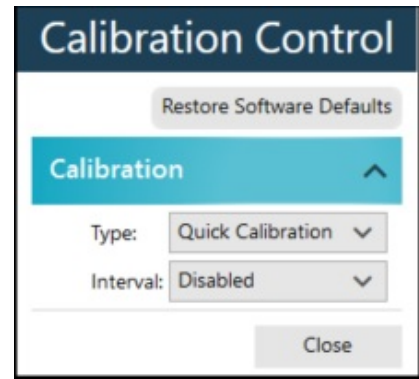 Calibration Control
Restore Software Defaults
Calibration
Type: Quick Calibration
Interval: Disabled
Close